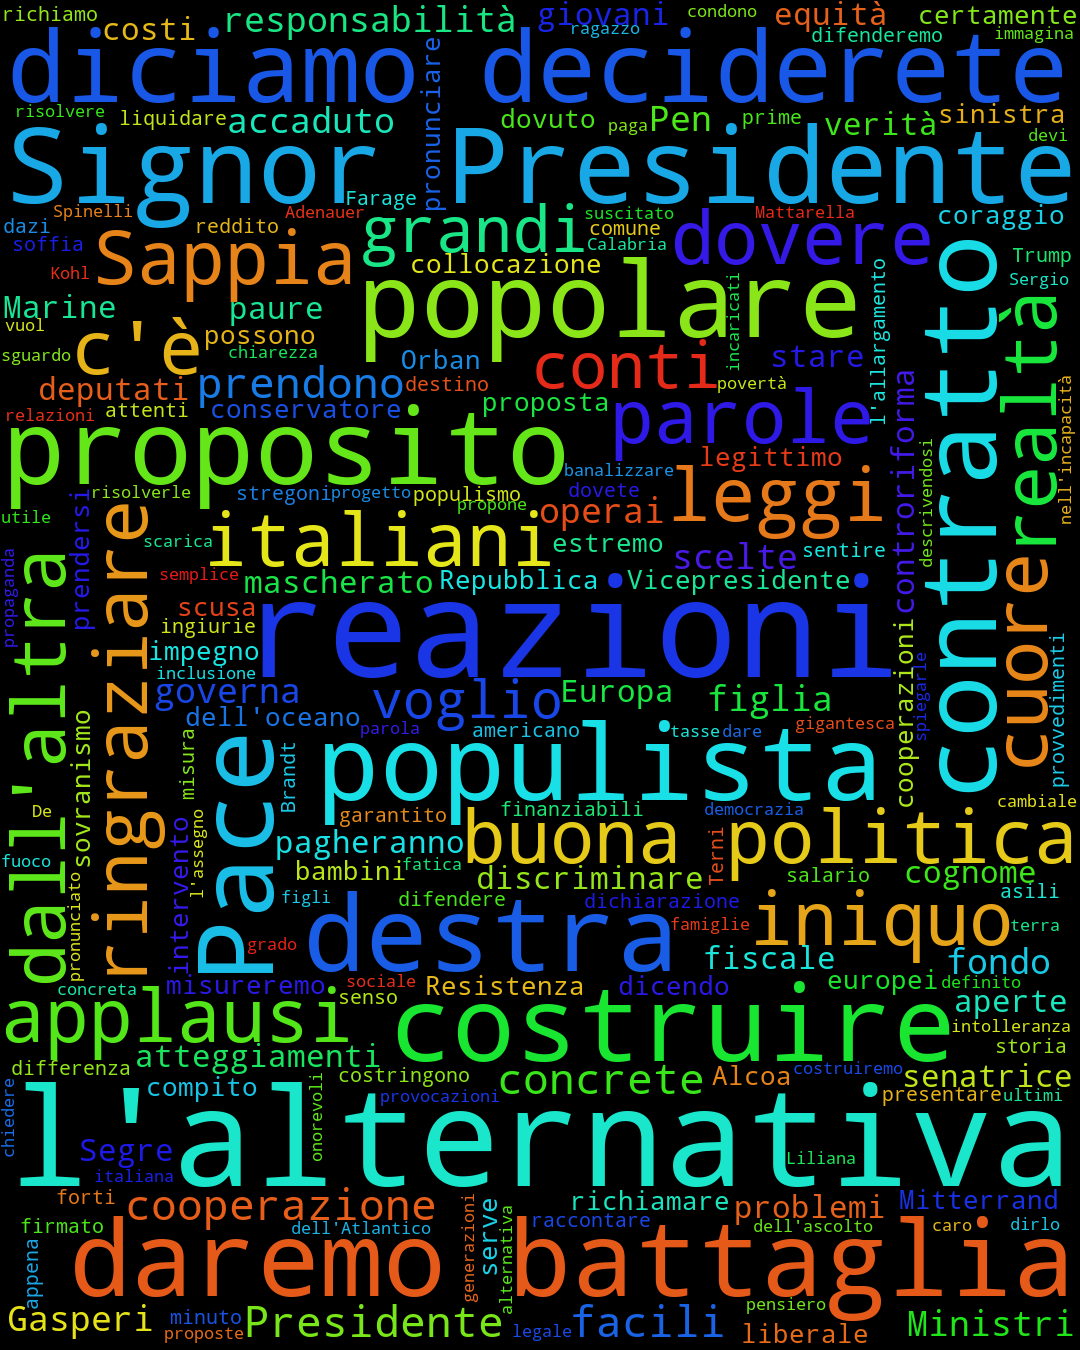 richiamo
costi
responsabilità
giovani
ragazzo
condono
equità
certamente
difenderemo
immagina
diciamo
pronunciare
deciderete
risolvere
liquidare
accaduto
dovuto
paga
Pen
prime
verità
sinistra
devi
Signor Presidente
Farage
dazi
Spinelli
reddito
Adenauer
grandi
suscitato
comune
Calabria
Mattarella
dovere
coraggio
soffia
Kohl
Sappia
collocazione
popolare
incaricati
l'allargamento
contratto
Trump
Sergio
realtà
Marine
paure
vuol
sguardo
c'è
possono
chiarezza
Orban
conti
stare
deputati
prendono
destino
povertà
relazioni
attenti
conservatore
proposta
parole
controriforma
nell'incapacità
proposito
banalizzare
legittimo
descrivendosi
risolverle
stregoni
progetto
populismo
propone
dovete
leggi
utile
prendersi
ringraziare
scarica
italiani
operai
estremo
scelte
sentire
propaganda
dall'altra
semplice
mascherato
Repubblica
Vicepresidente
cuore
scusa
ingiurie
reazioni
impegno
inclusione
cooperazioni
spiegarle
provvedimenti
governa
voglio
Europa
figlia
dell'oceano
parola
americano
tasse
dare
gigantesca
sovranismo
misura
Pace
Brandt
populista
De
l'assegno
garantito
finanziabili
democrazia
cambiale
fuoco
intervento
pagheranno
buona
Terni
politica
pronunciato
bambini
fatica
discriminare
salario
cognome
figli
difendere
dichiarazione
asili
grado
destra
famiglie
iniquo
terra
fiscale
fondo
concreta
misureremo
sociale
senso
Resistenza
dicendo
europei
definito
applausi
costruire
aperte
intolleranza
storia
differenza
atteggiamenti
chiedere
compito
onorevoli
costringono
provocazioni
concrete
Alcoa
costruiremo
senatrice
presentare
ultimi
l'alternativa
Segre
italiana
Liliana
forti
cooperazione
generazioni
serve
alternativa
richiamare
problemi
Mitterrand
firmato
dell'Atlantico
raccontare
dell'ascolto
caro
dirlo
appena
daremo
battaglia
Gasperi
minuto
proposte
Presidente
legale
facili
pensiero
liberale
Ministri